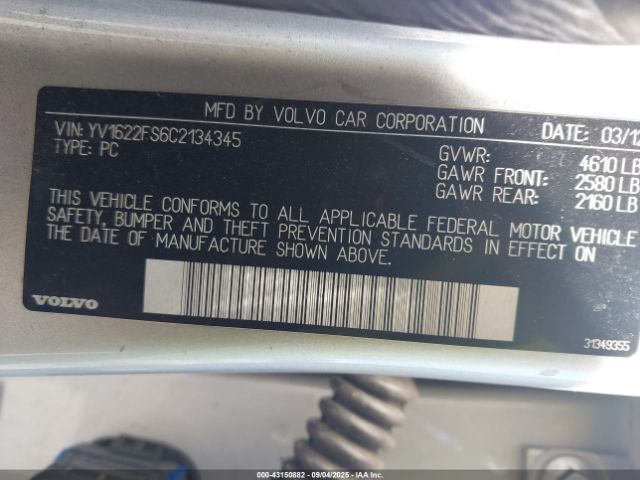 MFD BY VOLVO CAR CORPORATION DATE: 03/12
VIN: YV1622FS6C2134345
TYPE: PC
GVWR: 4610 LB
GAWR FRONT: 2580 LB
GAWR REAR: 2160 LB
THIS VEHICLE CONFORMS TO ALL APPLICABLE FEDERAL MOTOR VEHICLE
SAFETY, BUMPER AND THEFT PREVENTION STANDARDS IN EFFECT ON
THE DATE OF MANUFACTURE SHOWN ABOVE.
VOLVO
31349355
000-43150882 - 09/04/2025 - IAAI.COM